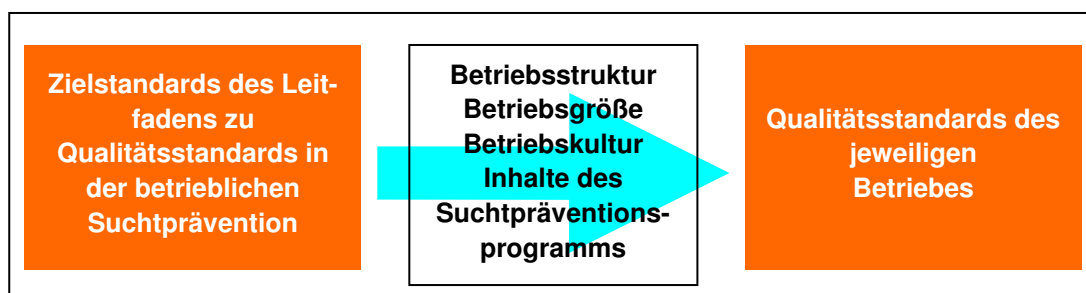 Zielstandards des Leit-
fadens zu
Qualitätsstandards in
der betrieblichen
Suchtprävention
Betriebsstruktur
Betriebsgröße
Betriebskultur
Inhalte des
Suchtpräventions-
programms
Qualitätsstandards des
jeweiligen
Betriebes